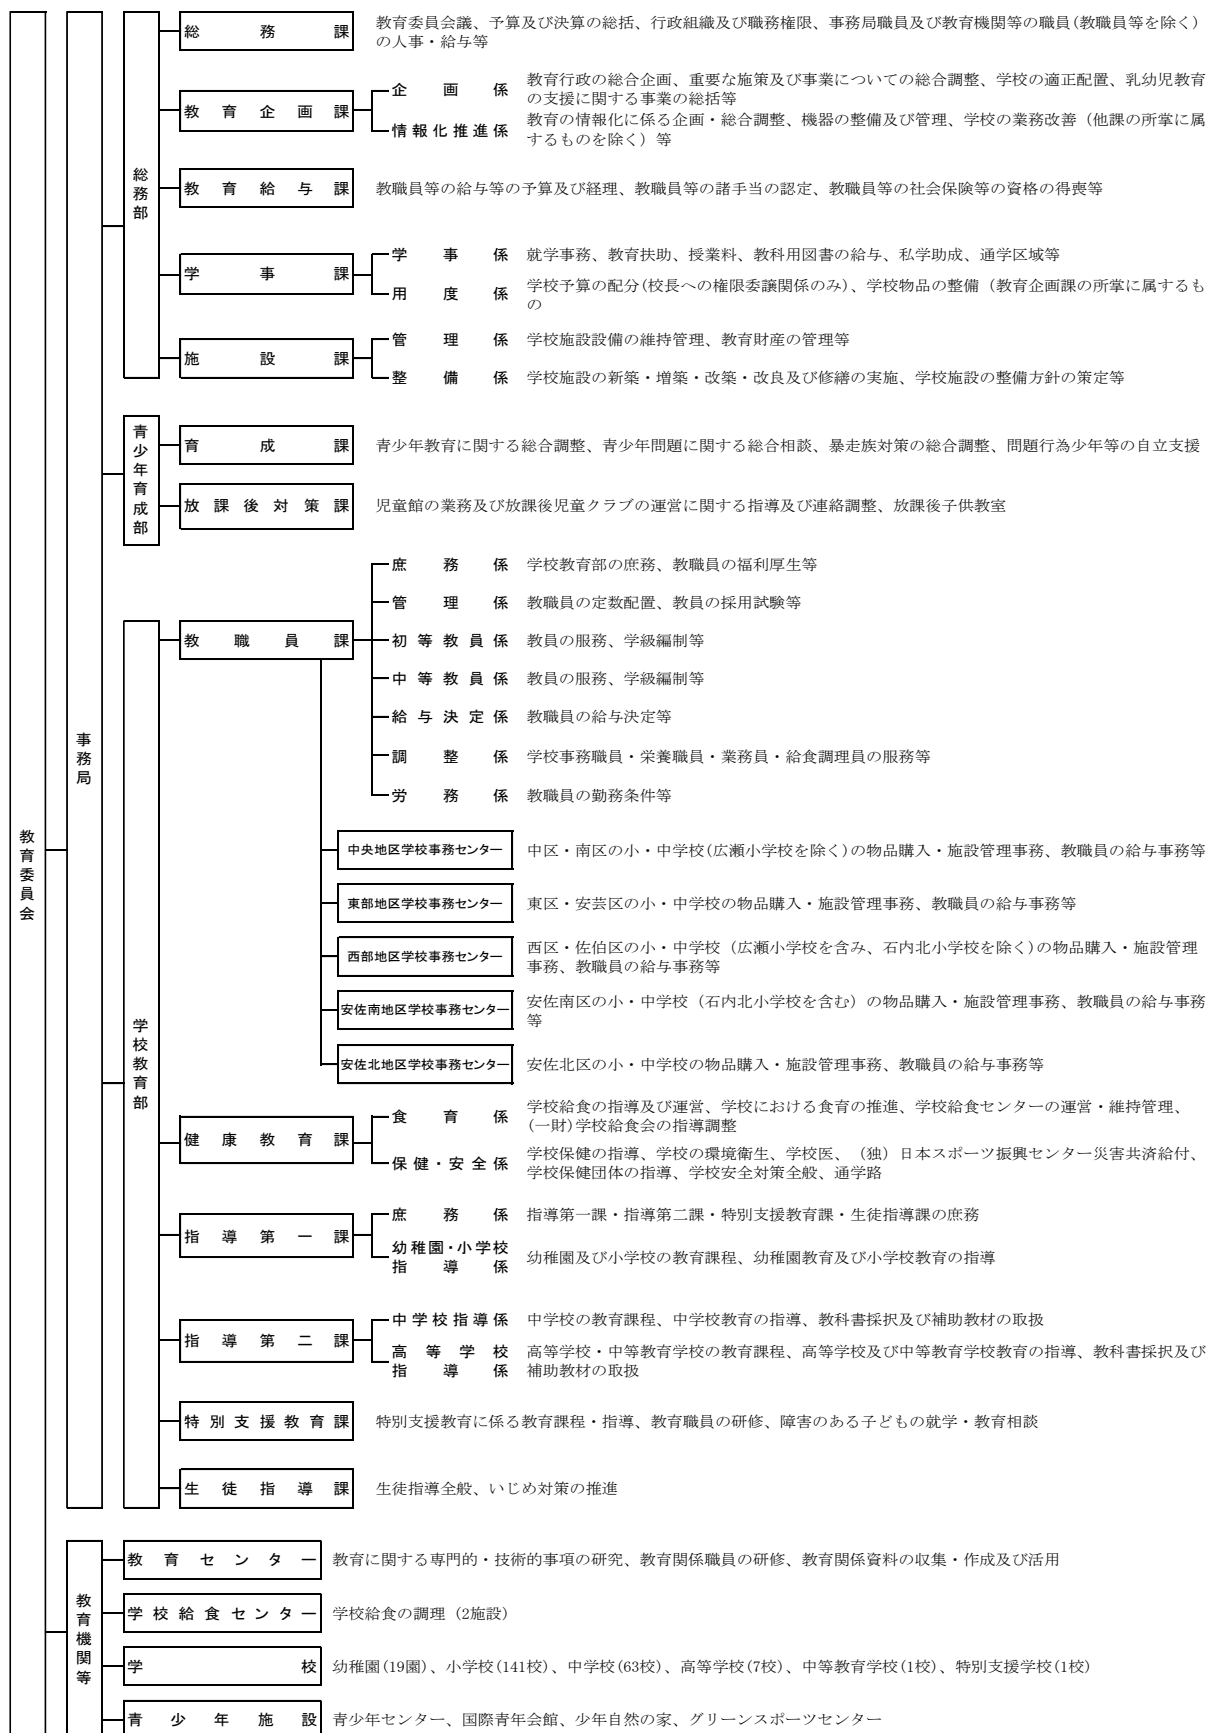 教育委員会
事務局
総務部
総務課
教育委員会議、予算及び決算の総括、行政組織及び職務権限、事務局職員及び教育機関等の職員(教職員等を除く)
の人事・給与等
教育企画課
企画係
教育行政の総合企画、重要な施策及び事業についての総合調整、学校の適正配置、乳幼児教育
の支援に関する事業の総括等
情報化推進係
教育の情報化に係る企画・総合調整、機器の整備及び管理、学校の業務改善（他課の所掌に属
するものを除く）等
教育給与課
教職員等の給与等の予算及び経理、教職員等の諸手当の認定、教職員等の社会保険等の資格の得喪等
学事課
学事係
就学事務、教育扶助、授業料、教科用図書の給与、私学助成、通学区域等
用度係
学校予算の配分(校長への権限委譲関係のみ)、学校物品の整備（教育企画課の所掌に属するも
の
施設課
管理係
学校施設設備の維持管理、教育財産の管理等
整備係
学校施設の新築・増築・改築・改良及び修繕の実施、学校施設の整備方針の策定等
青少年育成部
育成課
青少年教育に関する総合調整、青少年問題に関する総合相談、暴走族対策の総合調整、問題行為少年等の自立支援
放課後対策課
児童館の業務及び放課後児童クラブの運営に関する指導及び連絡調整、放課後子供教室
学校教育部
教職員課
庶務係
学校教育部の庶務、教職員の福利厚生等
管理係
教職員の定数配置、教員の採用試験等
初等教員係
教員の服務、学級編制等
中等教員係
教員の服務、学級編制等
給与決定係
教職員の給与決定等
調整係
学校事務職員・栄養職員・業務員・給食調理員の服務等
労務係
教職員の勤務条件等
中央地区学校事務センター
中区・南区の小・中学校(広瀬小学校を除く)の物品購入・施設管理事務、教職員の給与事務等
東部地区学校事務センター
東区・安芸区の小・中学校の物品購入・施設管理事務、教職員の給与事務等
西部地区学校事務センター
西区・佐伯区の小・中学校（広瀬小学校を含み、石内北小学校を除く)の物品購入・施設管理
事務、教職員の給与事務等
安佐南地区学校事務センター
安佐南区の小・中学校（石内北小学校を含む）の物品購入・施設管理事務、教職員の給与事務
等
安佐北地区学校事務センター
安佐北区の小・中学校の物品購入・施設管理事務、教職員の給与事務等
健康教育課
食育係
学校給食の指導及び運営、学校における食育の推進、学校給食センターの運営・維持管理、
(一財)学校給食会の指導調整
保健・安全係
学校保健の指導、学校の環境衛生、学校医、（独）日本スポーツ振興センター災害共済給付、
学校保健団体の指導、学校安全対策全般、通学路
指導第一課
庶務係
指導第一課・指導第二課・特別支援教育課・生徒指導課の庶務
幼稚園・小学校
指導係
幼稚園及び小学校の教育課程、幼稚園教育及び小学校教育の指導
指導第二課
中学校指導係
中学校の教育課程、中学校教育の指導、教科書採択及び補助教材の取扱
高等学校
指導係
高等学校・中等教育学校の教育課程、高等学校及び中等教育学校教育の指導、教科書採択及び
補助教材の取扱
特別支援教育課
特別支援教育に係る教育課程・指導、教育職員の研修、障害のある子どもの就学・教育相談
生徒指導課
生徒指導全般、いじめ対策の推進
教育機関等
教育センター
教育に関する専門的・技術的事項の研究、教育関係職員の研修、教育関係資料の収集・作成及び活用
学校給食センター
学校給食の調理（2施設）
学校
幼稚園(19園)、小学校(141校)、中学校(63校)、高等学校(7校)、中等教育学校(1校)、特別支援学校(1校)
青少年施設
青少年センター、国際青年会館、少年自然の家、グリーンスポーツセンター